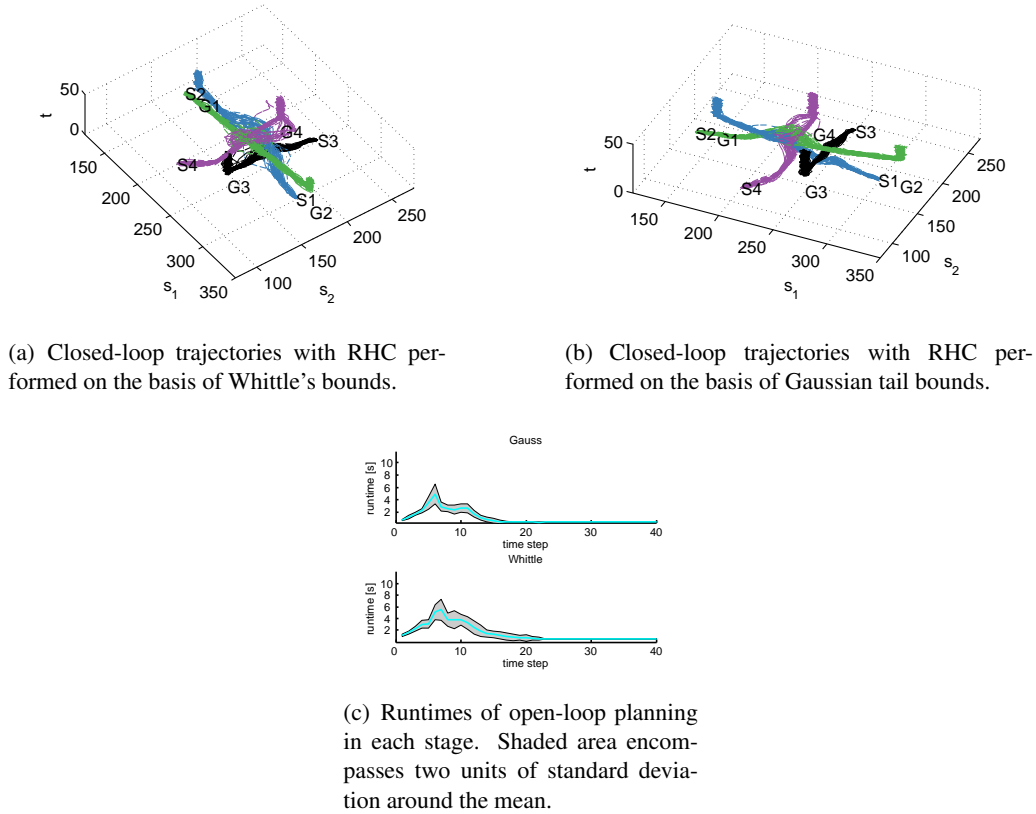 50
t
0
150
200
250
300
350
s1
100
150
200
250
s2
S2
G1
G4
S3
S4
G3
S1
G2
50
t
0
150
200
250
300
350
s1
100
150
200
250
s2
S2
G1
G4
S3
S4
G3
S1
G2
(a) Closed-loop trajectories with RHC per-
formed on the basis of Whittle's bounds.
(b) Closed-loop trajectories with RHC per-
formed on the basis of Gaussian tail bounds.
Gauss
runtime [s]
10
8
6
4
2
0 10 20 30 40
time step
Whittle
runtime [s]
10
8
6
4
2
0 10 20 30 40
time step
(c) Runtimes of open-loop planning
in each stage. Shaded area encom-
passes two units of standard devia-
tion around the mean.